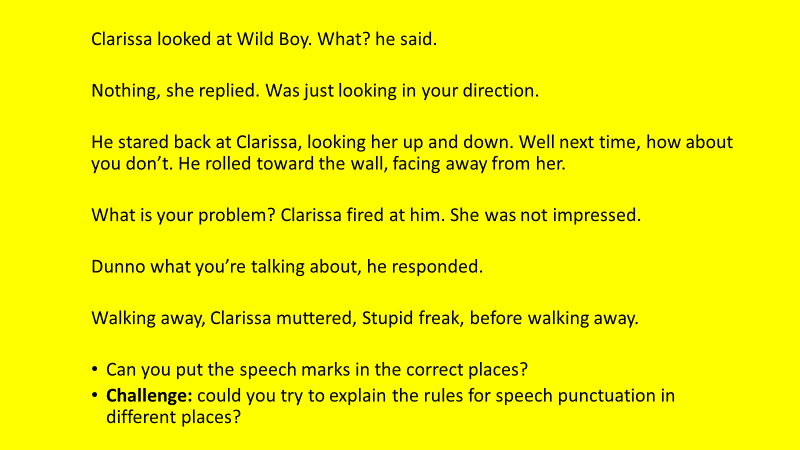 Clarissa looked at Wild Boy. What? he said.
Nothing, she replied. Was just looking in your direction.
He stared back at Clarissa, looking her up and down. Well next time, how about
you don’t. He rolled toward the wall, facing away from her.
What is your problem? Clarissa fired at him. She was not impressed.
Dunno what you’re talking about, he responded.
Walking away, Clarissa muttered, Stupid freak, before walking away.
• Can you put the speech marks in the correct places?
• Challenge: could you try to explain the rules for speech punctuation in
different places?